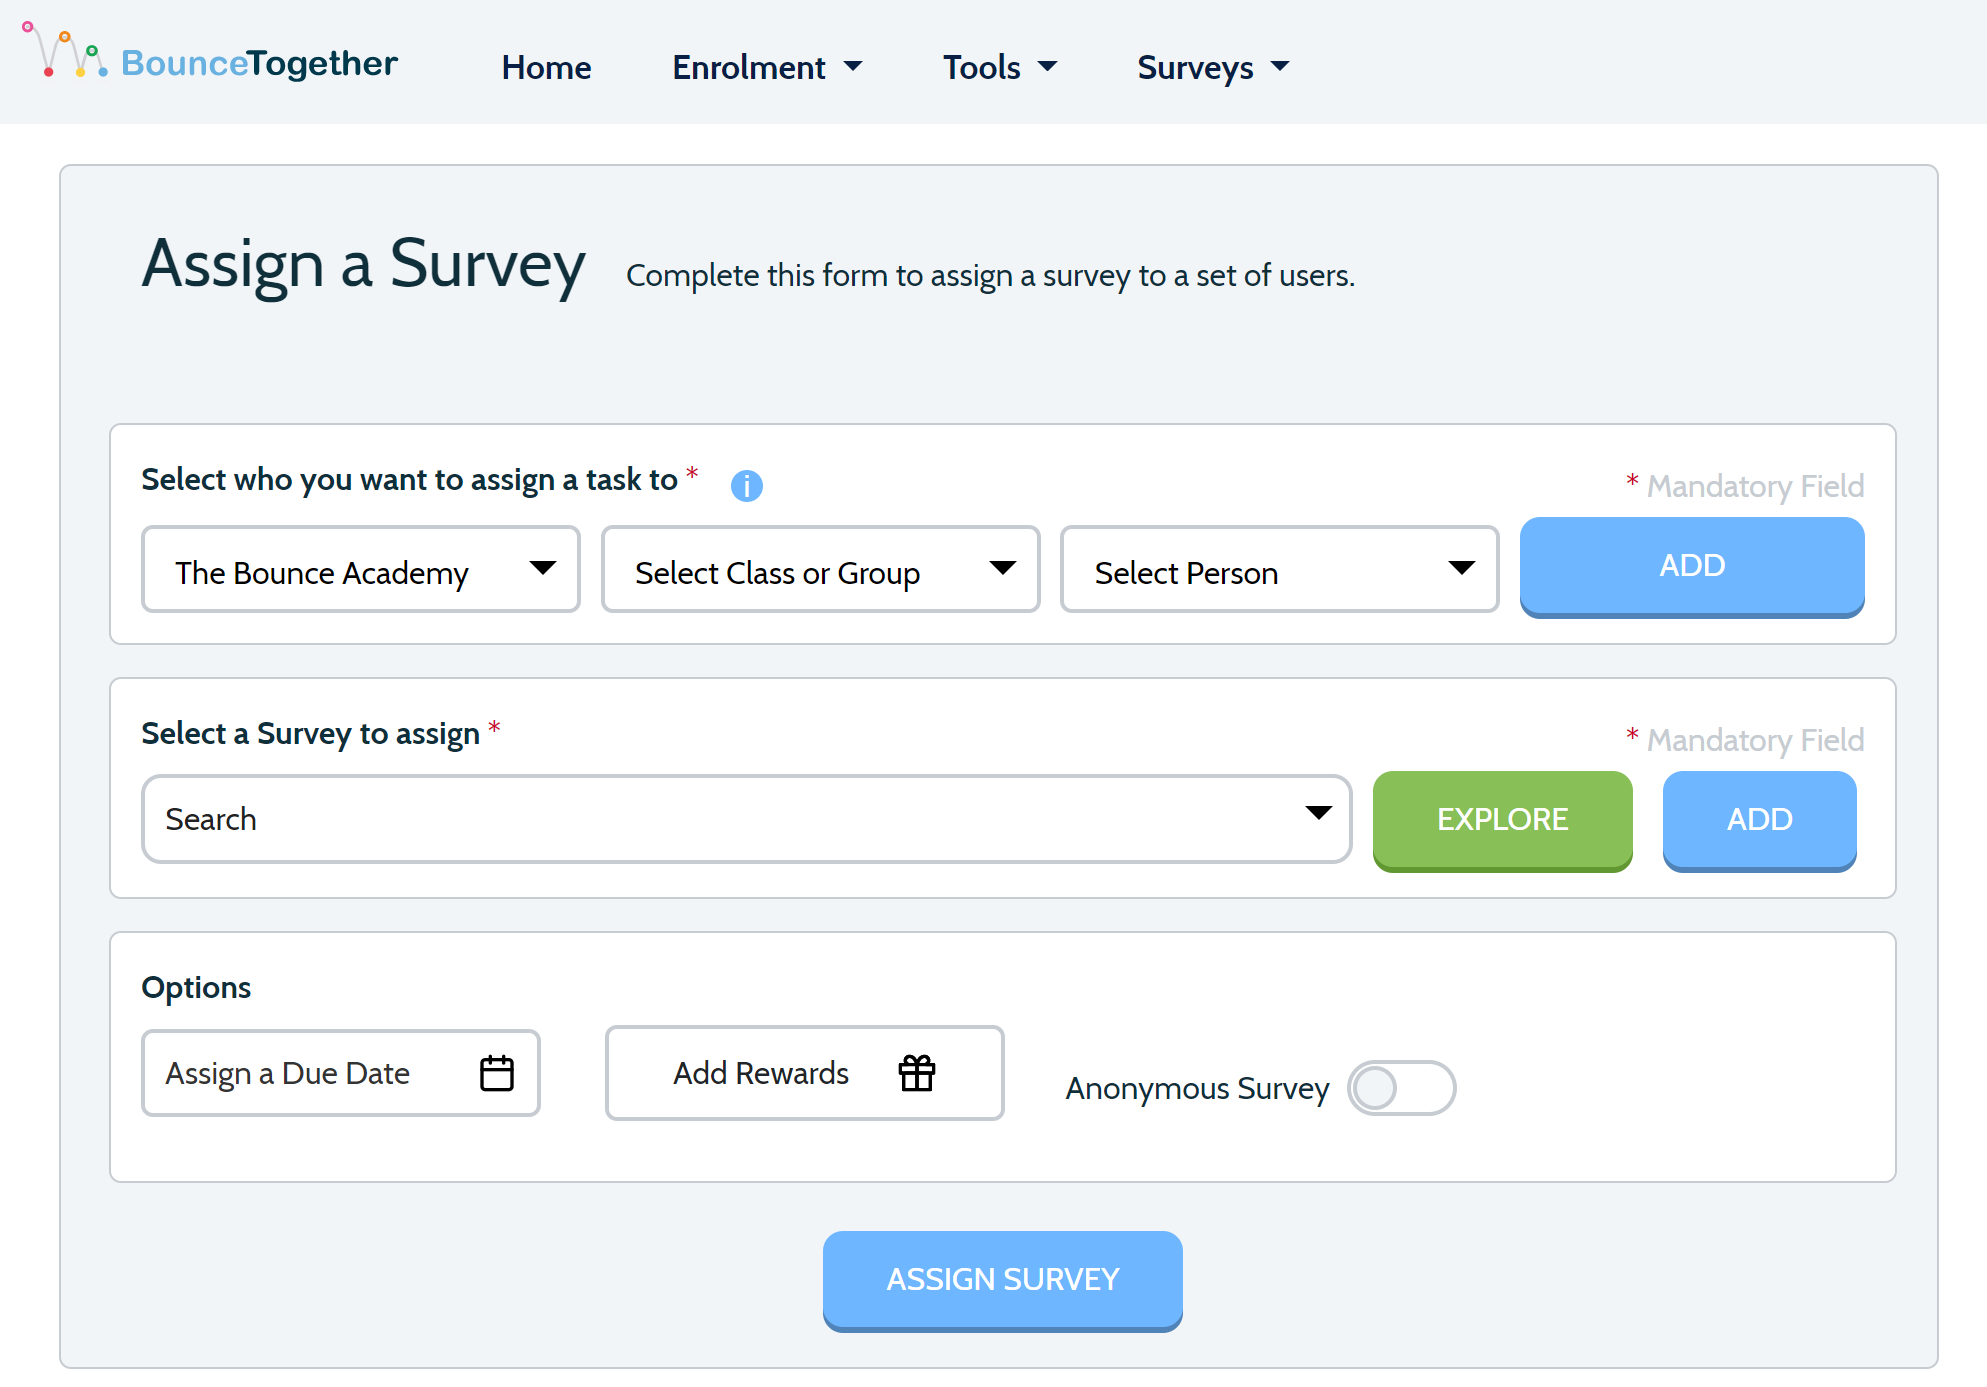 BounceTogether
Home Enrolment Tools Surveys
Assign a Survey Complete this form to assign a survey to a set of users.
Select who you want to assign a task to * i * Mandatory Field
The Bounce Academy Select Class or Group Select Person ADD
Select a Survey to assign * * Mandatory Field
Search EXPLORE ADD
Options
Assign a Due Date Add Rewards Anonymous Survey
ASSIGN SURVEY